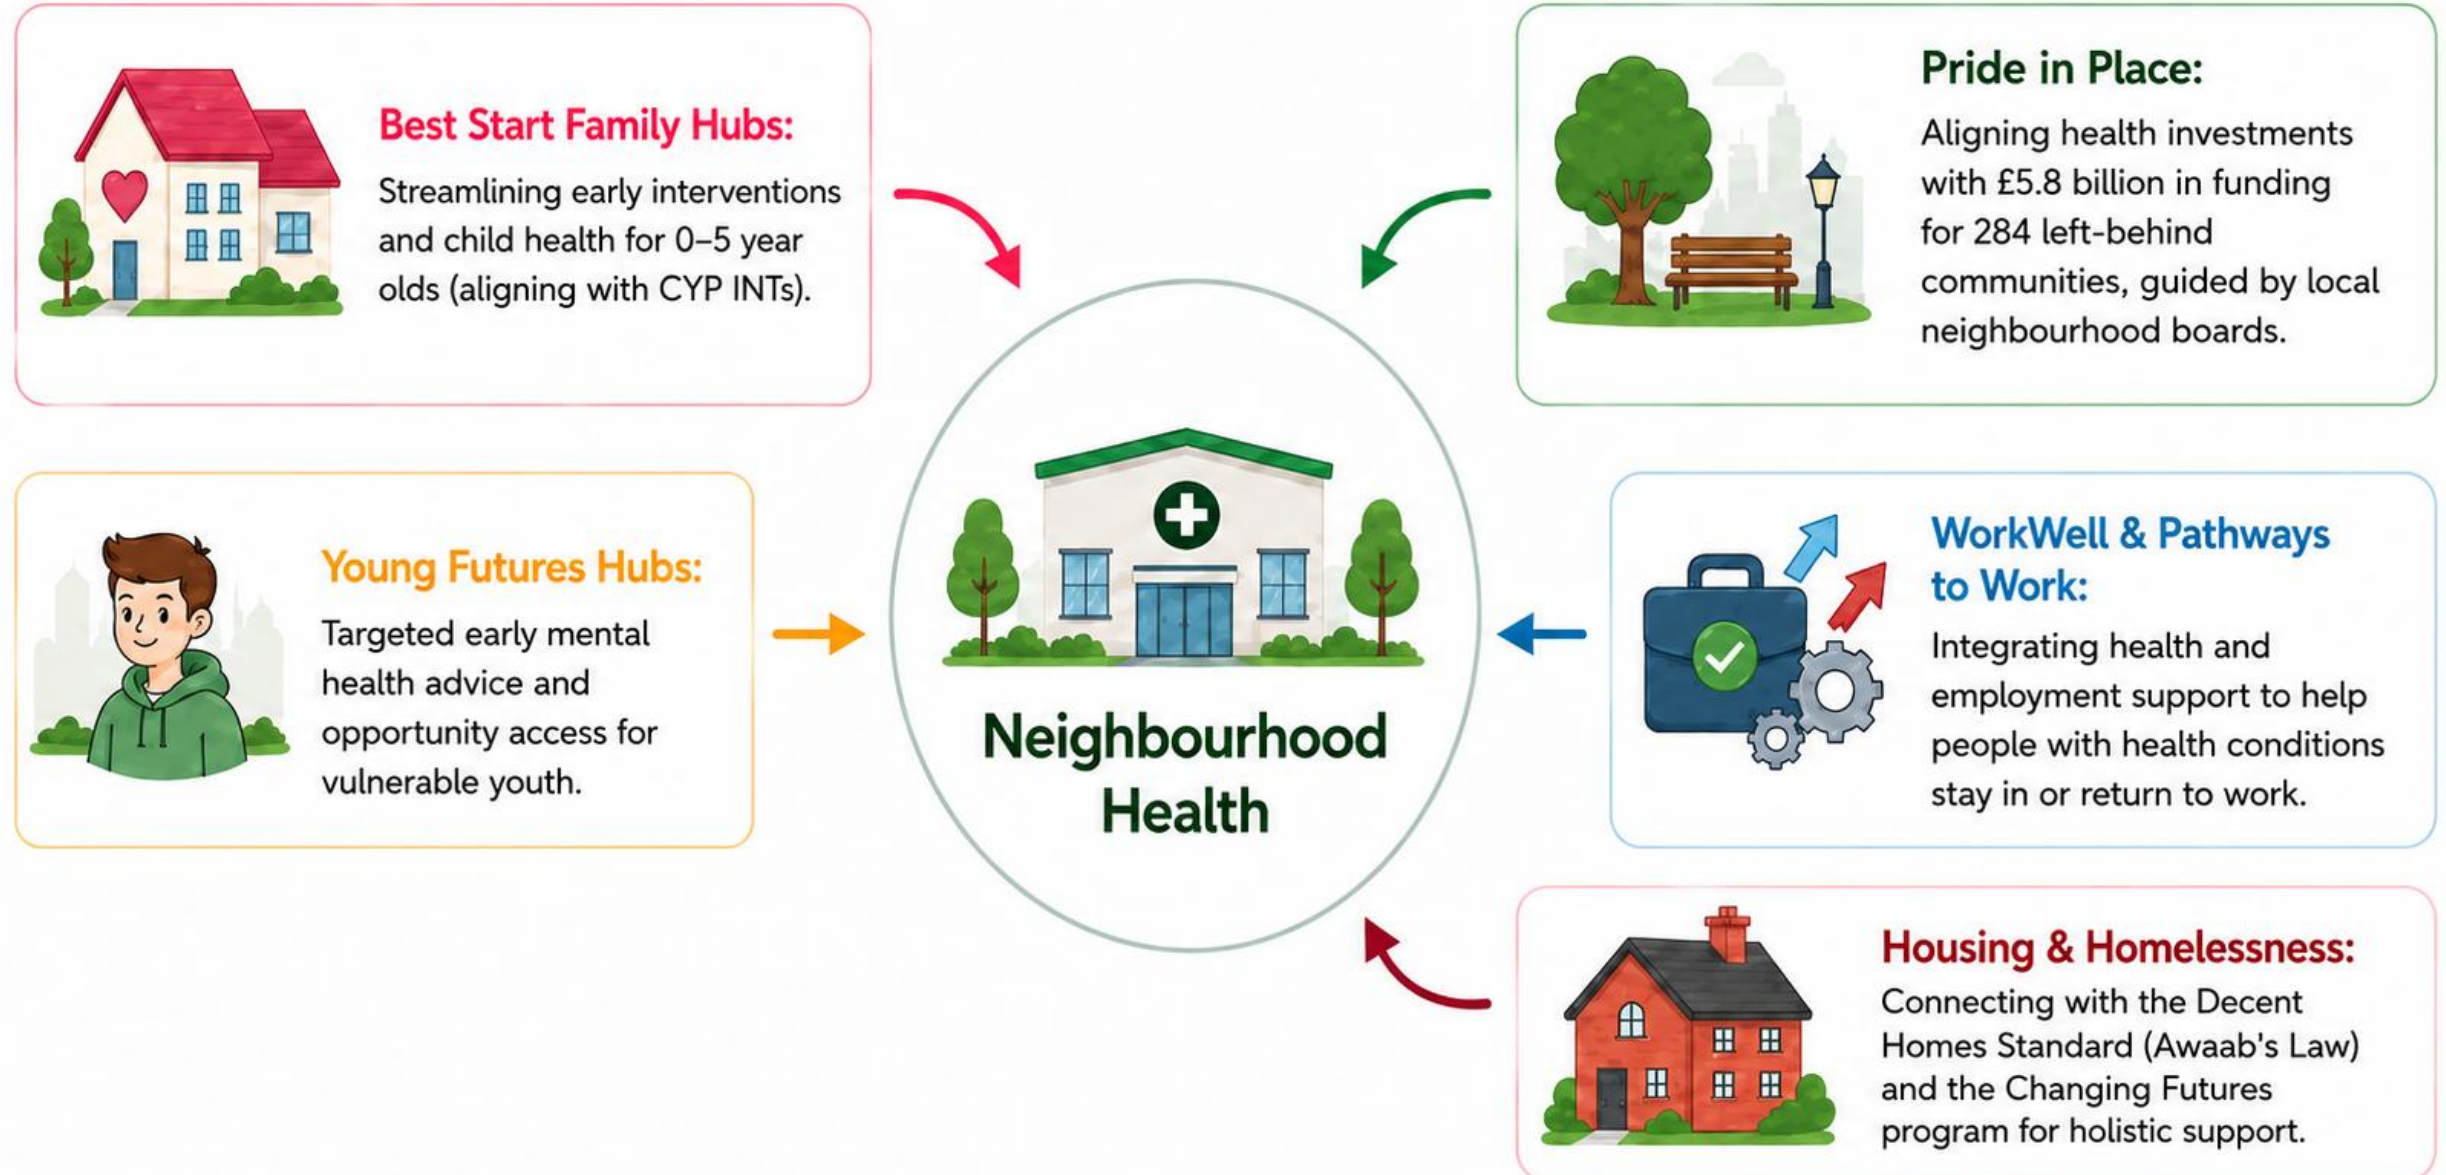 Best Start Family Hubs:
Streamlining early interventions
and child health for 0–5 year
olds (aligning with CYP INTs).
Pride in Place:
Aligning health investments
with £5.8 billion in funding
for 284 left-behind
communities, guided by local
neighbourhood boards.
Young Futures Hubs:
Targeted early mental
health advice and
opportunity access for
vulnerable youth.
Neighbourhood
Health
WorkWell & Pathways
to Work:
Integrating health and
employment support to help
people with health conditions
stay in or return to work.
Housing & Homelessness:
Connecting with the Decent
Homes Standard (Awaab's Law)
and the Changing Futures
program for holistic support.